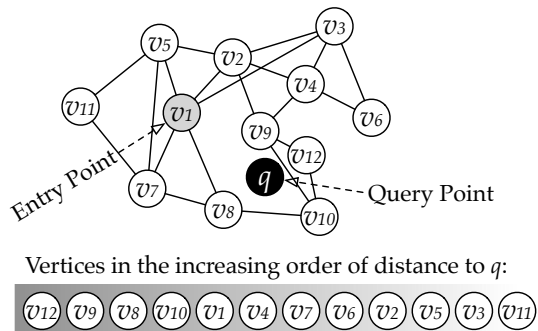 v3
v5
v2
v4
v11
v1
v6
v9
v12
Entry Point
q
v7
Query Point
v8
v10
Vertices in the increasing order of distance to q:
v12 v9 v8 v10 v1 v4 v7 v6 v2 v5 v3 v11